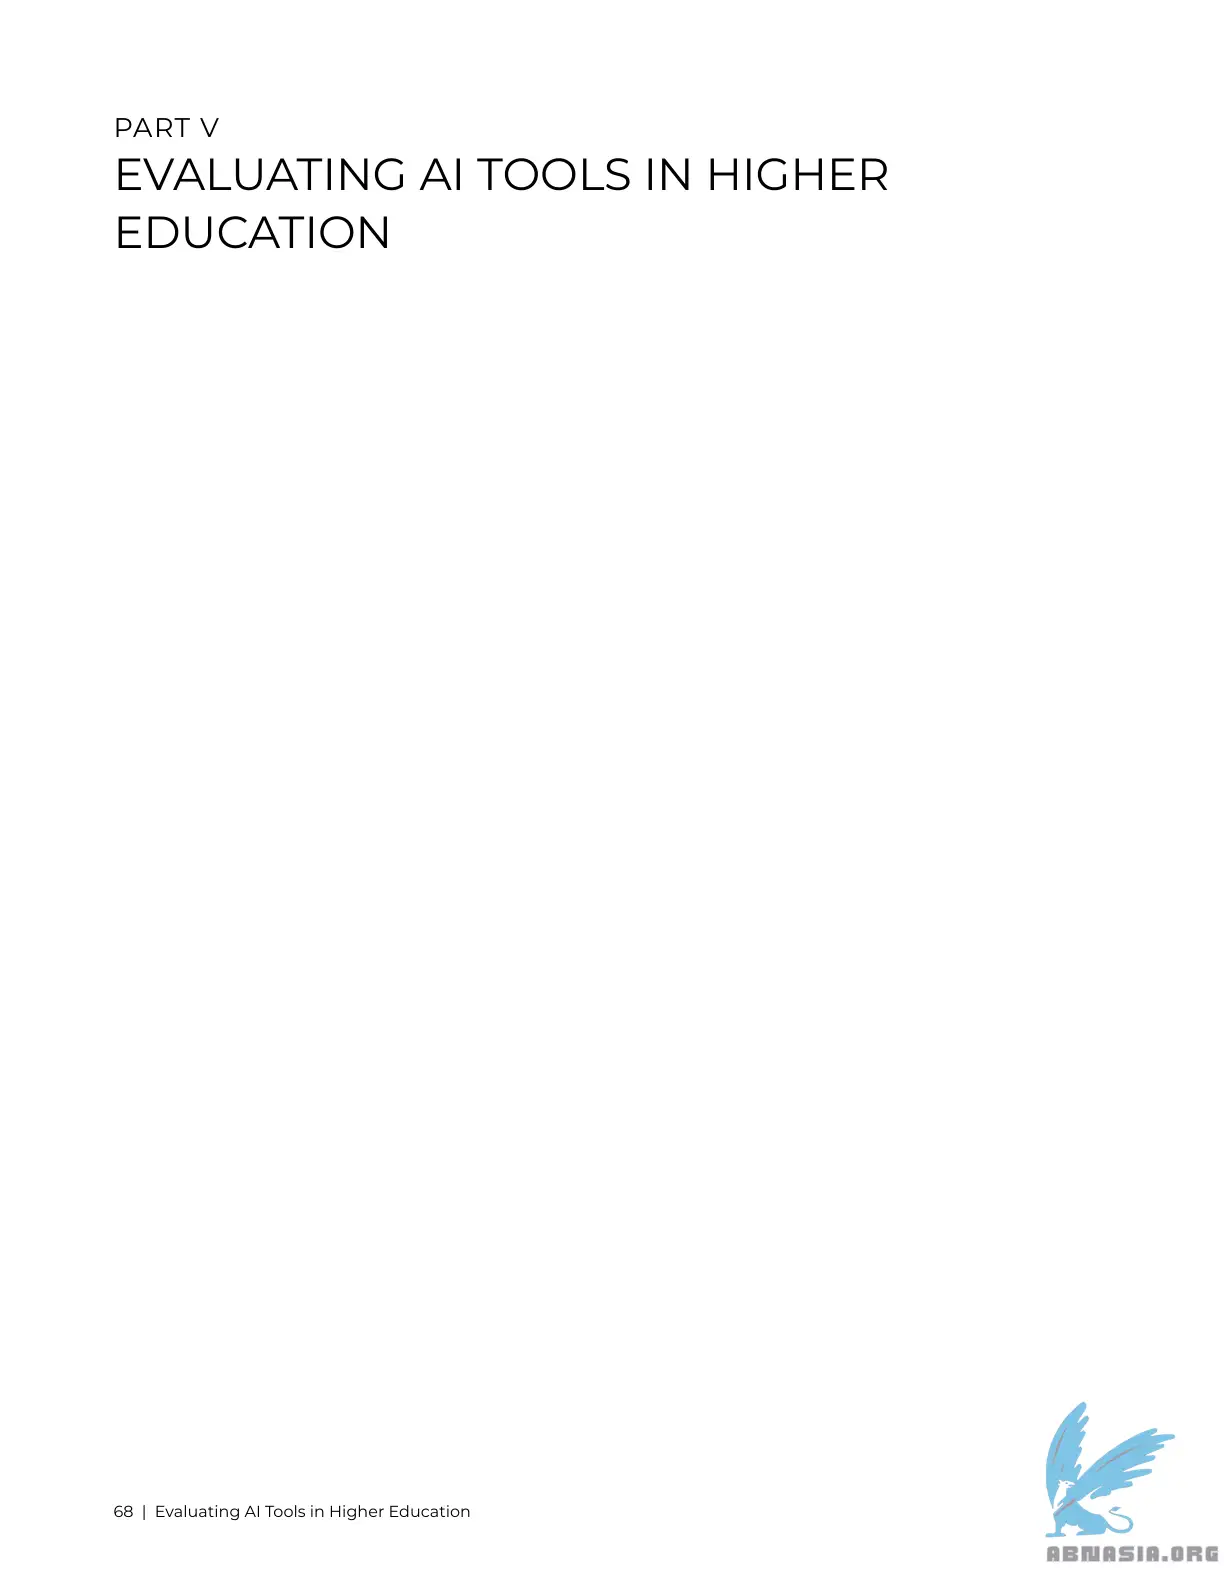 PART V
EVALUATING AI TOOLS IN HIGHER
EDUCATION
68 | Evaluating AI Tools in Higher Education
ABNASIA.ORG